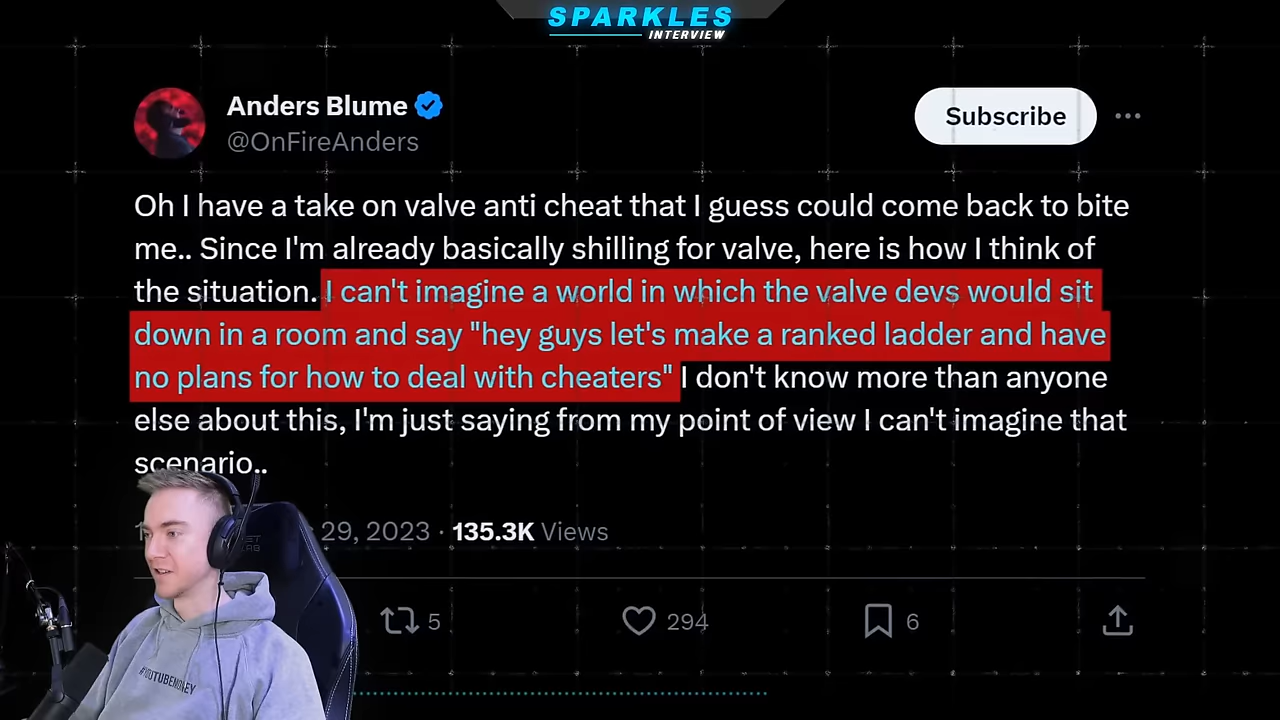 SPARKLES
INTERVIEW
Anders Blume
@OnFireAnders
Subscribe
Oh I have a take on valve anti cheat that I guess could come back to bite
me.. Since I'm already basically shilling for valve, here is how I think of
the situation. I can't imagine a world in which the valve devs would sit
down in a room and say "hey guys let's make a ranked ladder and have
no plans for how to deal with cheaters" I don't know more than anyone
else about this, I'm just saying from my point of view I can't imagine that
scenario..
29, 2023 · 135.3K Views
5
294
6
#YOUTUBEMONEY